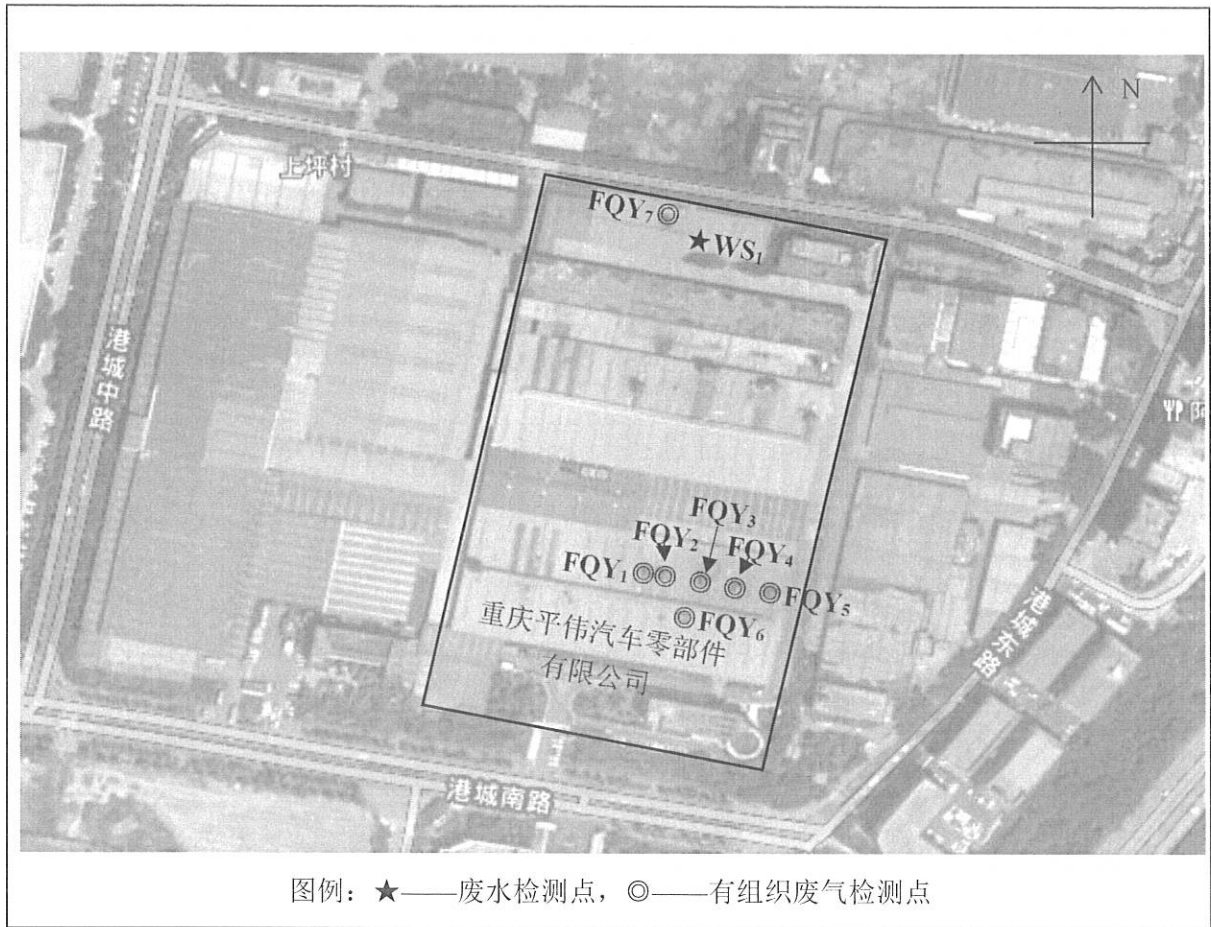 N
上坪村
FQY₇
★WS₁
港城中路
FQY₃
FQY₂
FQY₄
FQY₁
FQY₅
FQY₆
重庆平伟汽车零部件
有限公司
港城东路
港城南路
图例：★——废水检测点，◎——有组织废气检测点